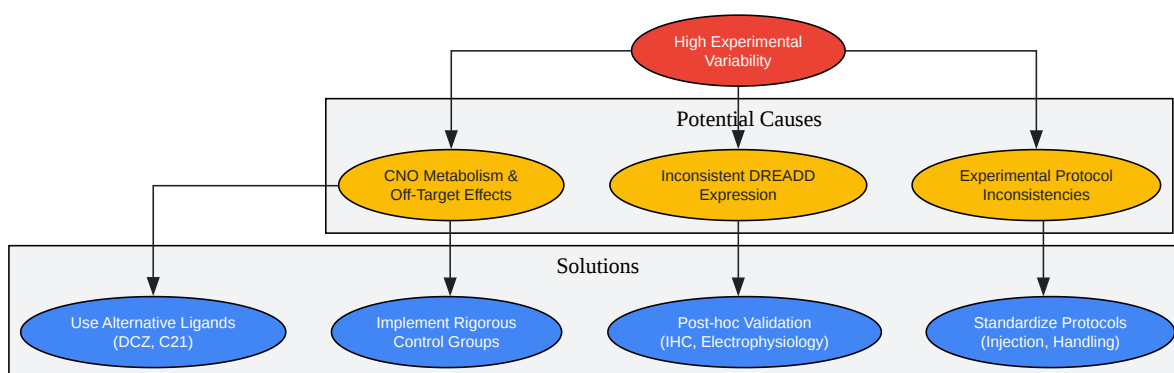 High Experimental
Variability
Potential Causes
CNO Metabolism &
Off-Target Effects
Inconsistent DREADD
Expression
Experimental Protocol
Inconsistencies
Solutions
Use Alternative Ligands
(DCZ, C21)
Implement Rigorous
Control Groups
Post-hoc Validation
(IHC, Electrophysiology)
Standardize Protocols
(Injection, Handling)